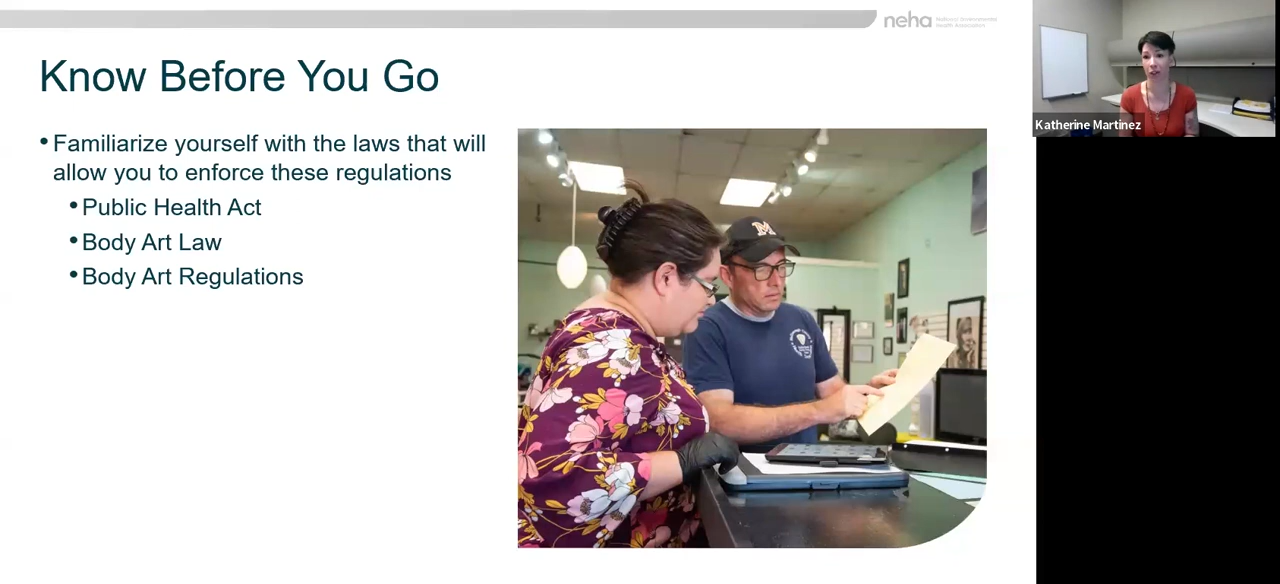 neha National Environmental
Health Association
Know Before You Go
• Familiarize yourself with the laws that will
allow you to enforce these regulations
• Public Health Act
• Body Art Law
• Body Art Regulations
M
Katherine Martinez